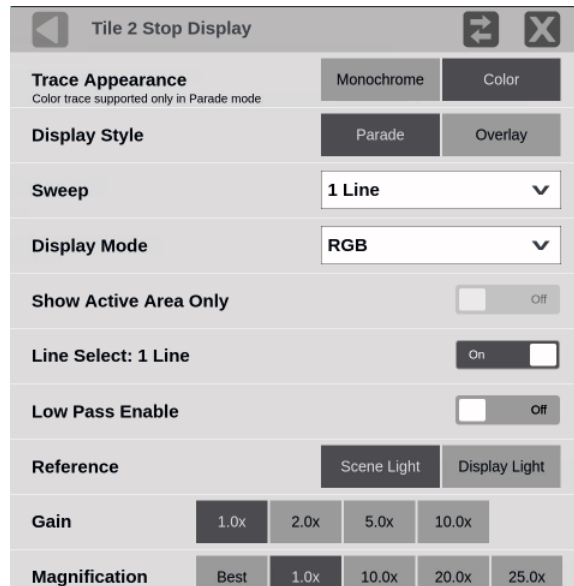 Tile 2 Stop Display
Trace Appearance Monochrome Color
Color trace supported only in Parade mode
Display Style Parade Overlay
Sweep 1 Line
Display Mode RGB
Show Active Area Only Off
Line Select: 1 Line On
Low Pass Enable Off
Reference Scene Light Display Light
Gain 1.0x 2.0x 5.0x 10.0x
Magnification Best 1.0x 10.0x 20.0x 25.0x